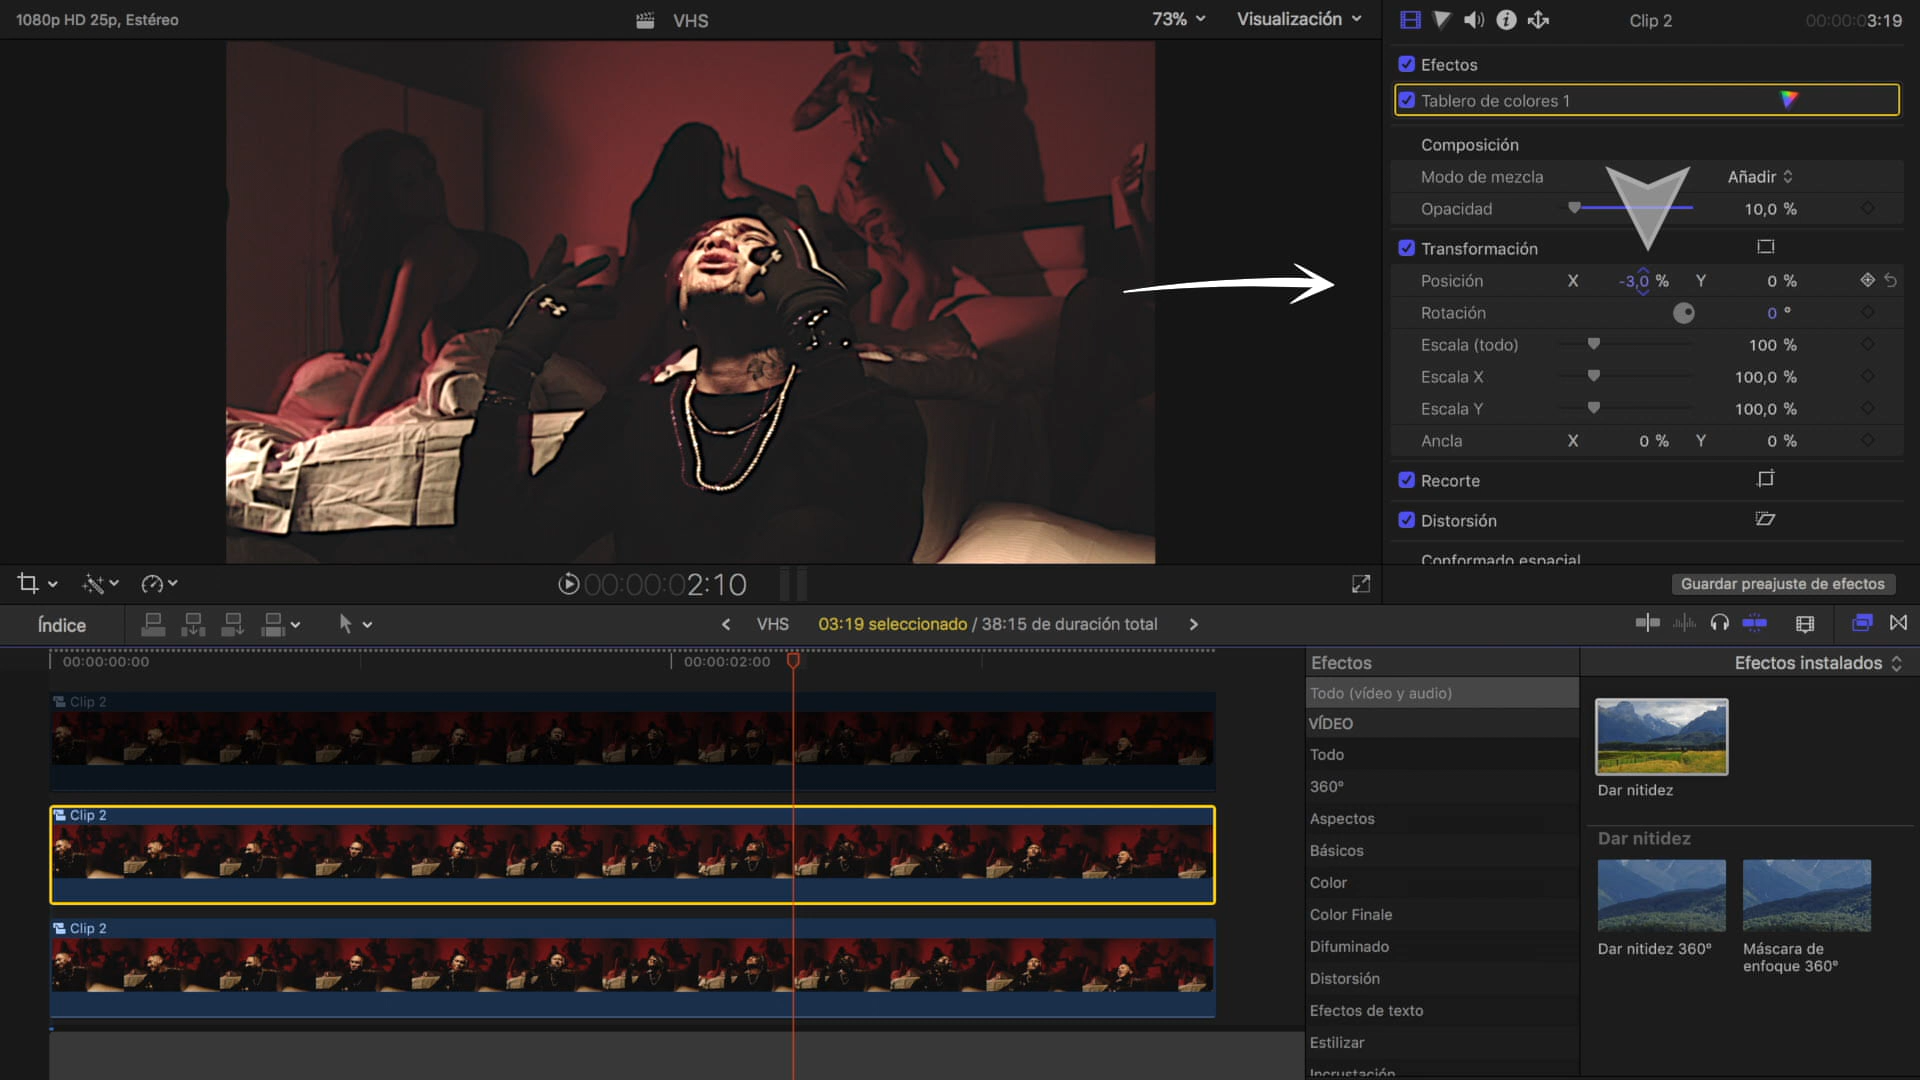 1080p HD 25p, Estéreo
VHS
73%
Visualización
Clip 2
00:00:03:19
Efectos
Tablero de colores 1
Composición
Modo de mezcla
Añadir
Opacidad
10,0 %
Transformación
Posición X -3,0 % Y 0 %
Rotación 0 °
Escala (todo) 100 %
Escala X 100,0 %
Escala Y 100,0 %
Ancla X 0 % Y 0 %
Recorte
Distorsión
Conformado espacial
00:00:02:10
Guardar preajuste de efectos
Índice
VHS
03:19 seleccionado / 38:15 de duración total
00:00:00:00
00:00:02:00
Clip 2
Clip 2
Clip 2
Efectos
Efectos instalados
Todo (vídeo y audio)
VÍDEO
Todo
360°
Aspectos
Básicos
Color
Color Finale
Difuminado
Distorsión
Efectos de texto
Estilizar
Incrustación
Dar nitidez
Dar nitidez
Dar nitidez 360°
Máscara de
enfoque 360°